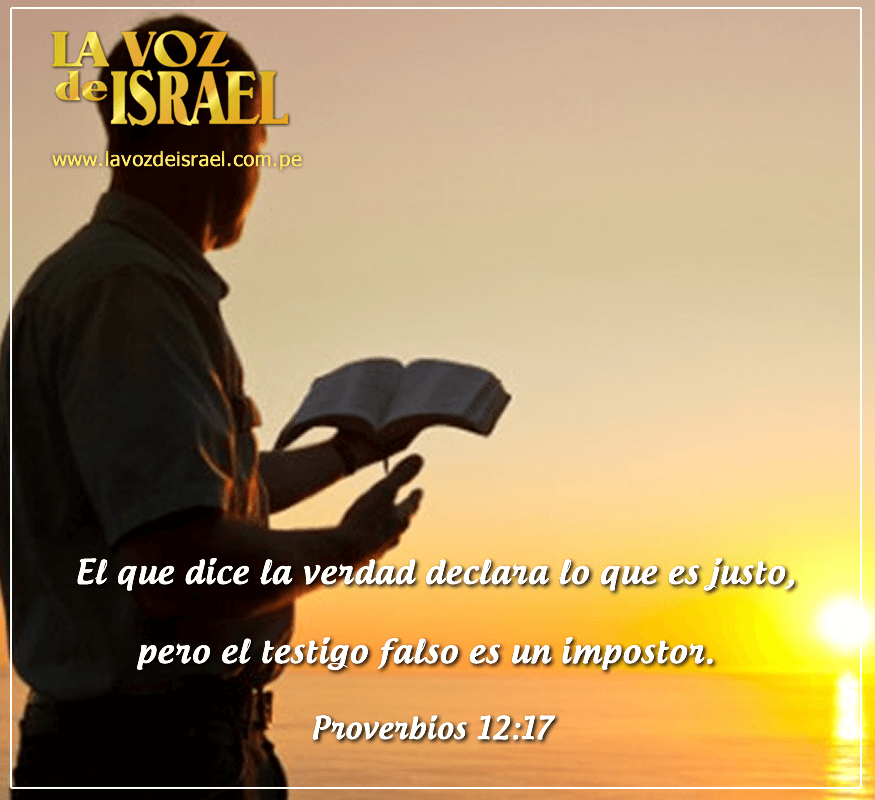 LA VOZ
de ISRAEL
www.lavozdeisrael.com.pe
El que dice la verdad declara lo que es justo,
pero el testigo falso es un impostor.
Proverbios 12:17